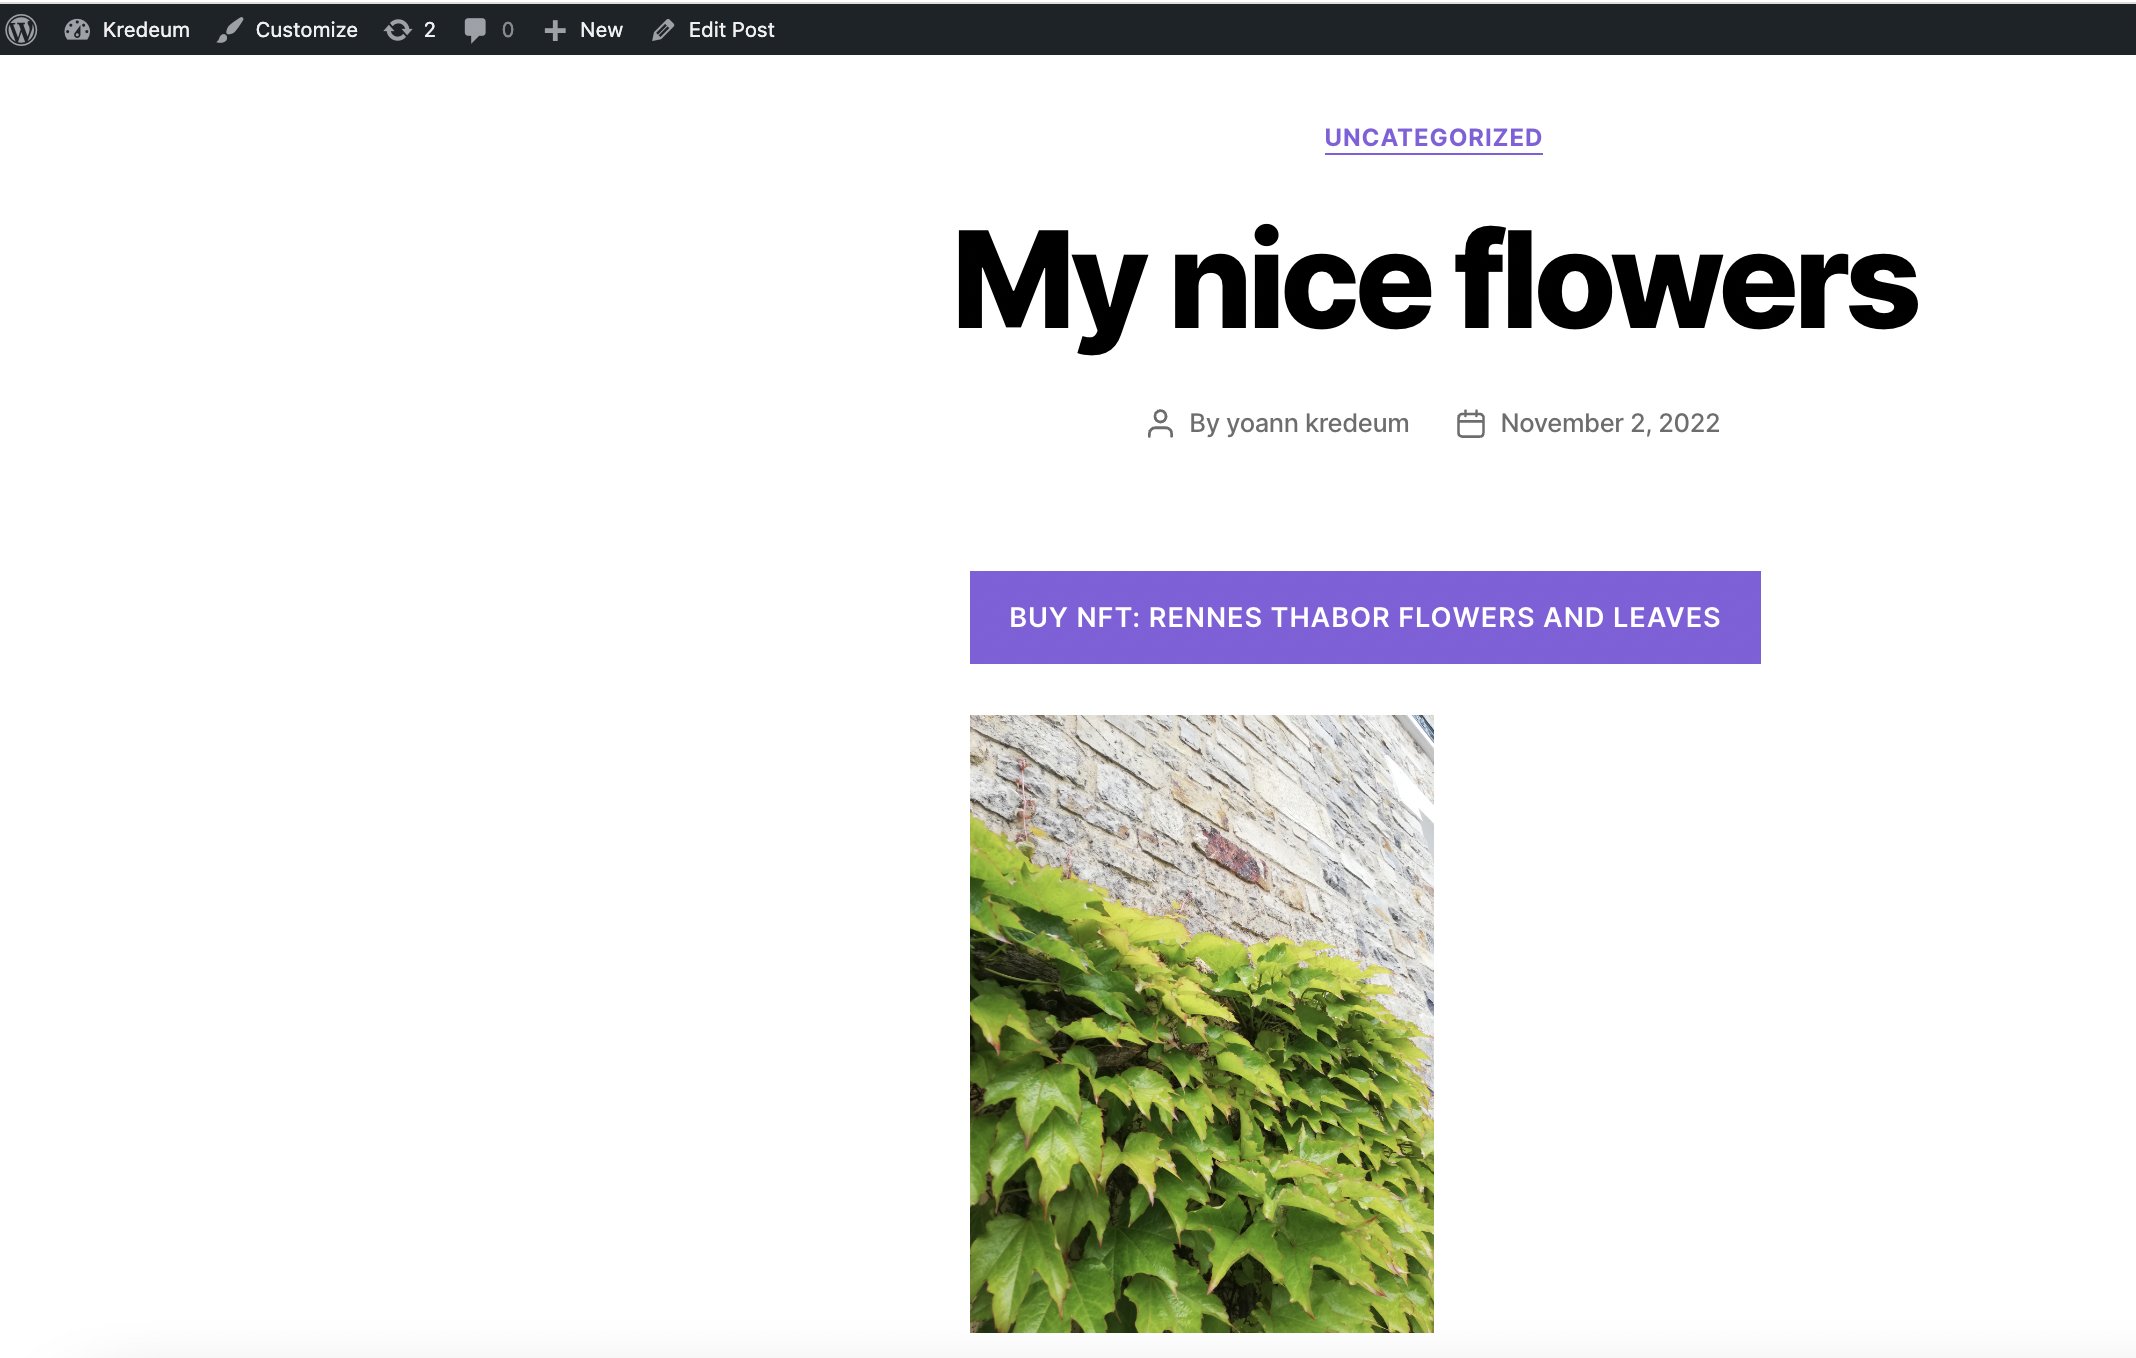 Kredeum Customize 2 0 New Edit Post
UNCATEGORIZED
My nice flowers
By yoann kredeum November 2, 2022
BUY NFT: RENNES THABOR FLOWERS AND LEAVES